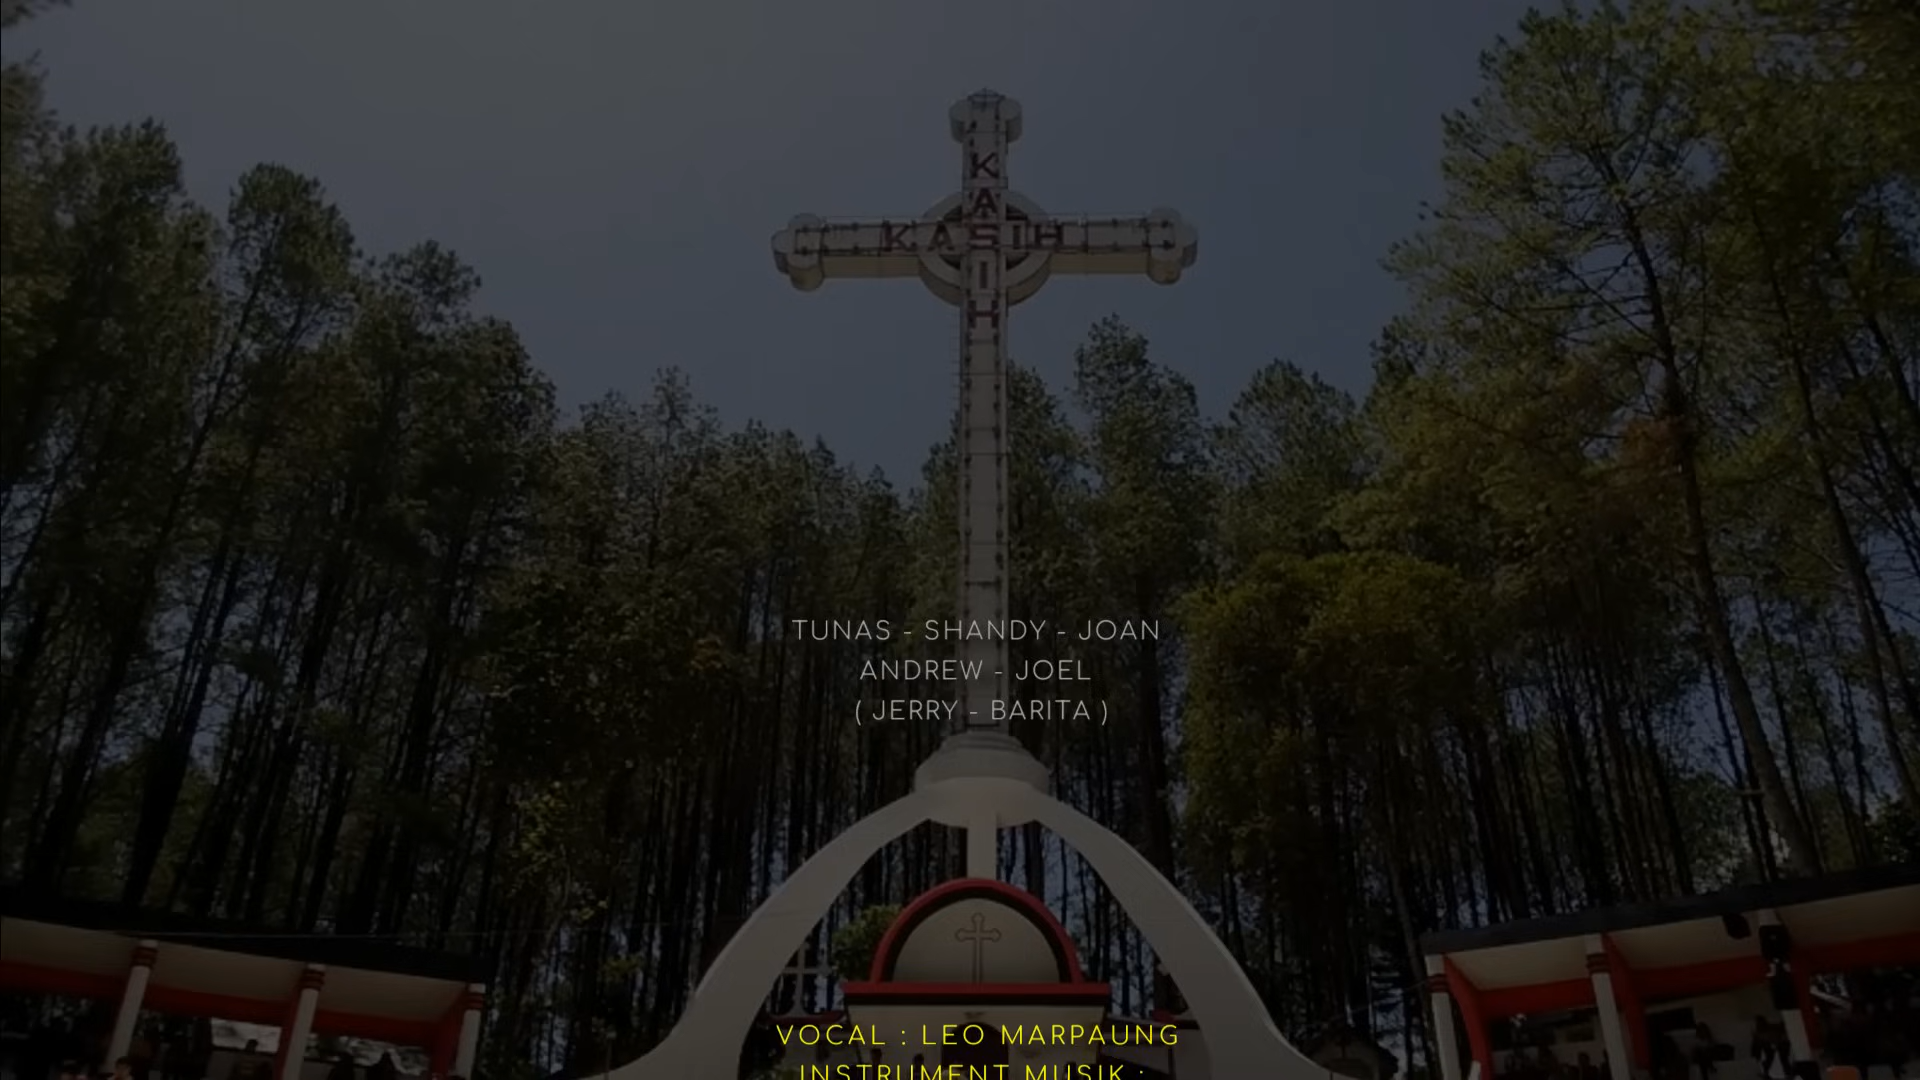 KASIH
KASIH
TUNAS - SHANDY - JOAN
ANDREW - JOEL
( JERRY - BARITA )
VOCAL : LEO MARPAUNG
INSTRUMENT MUSIK :